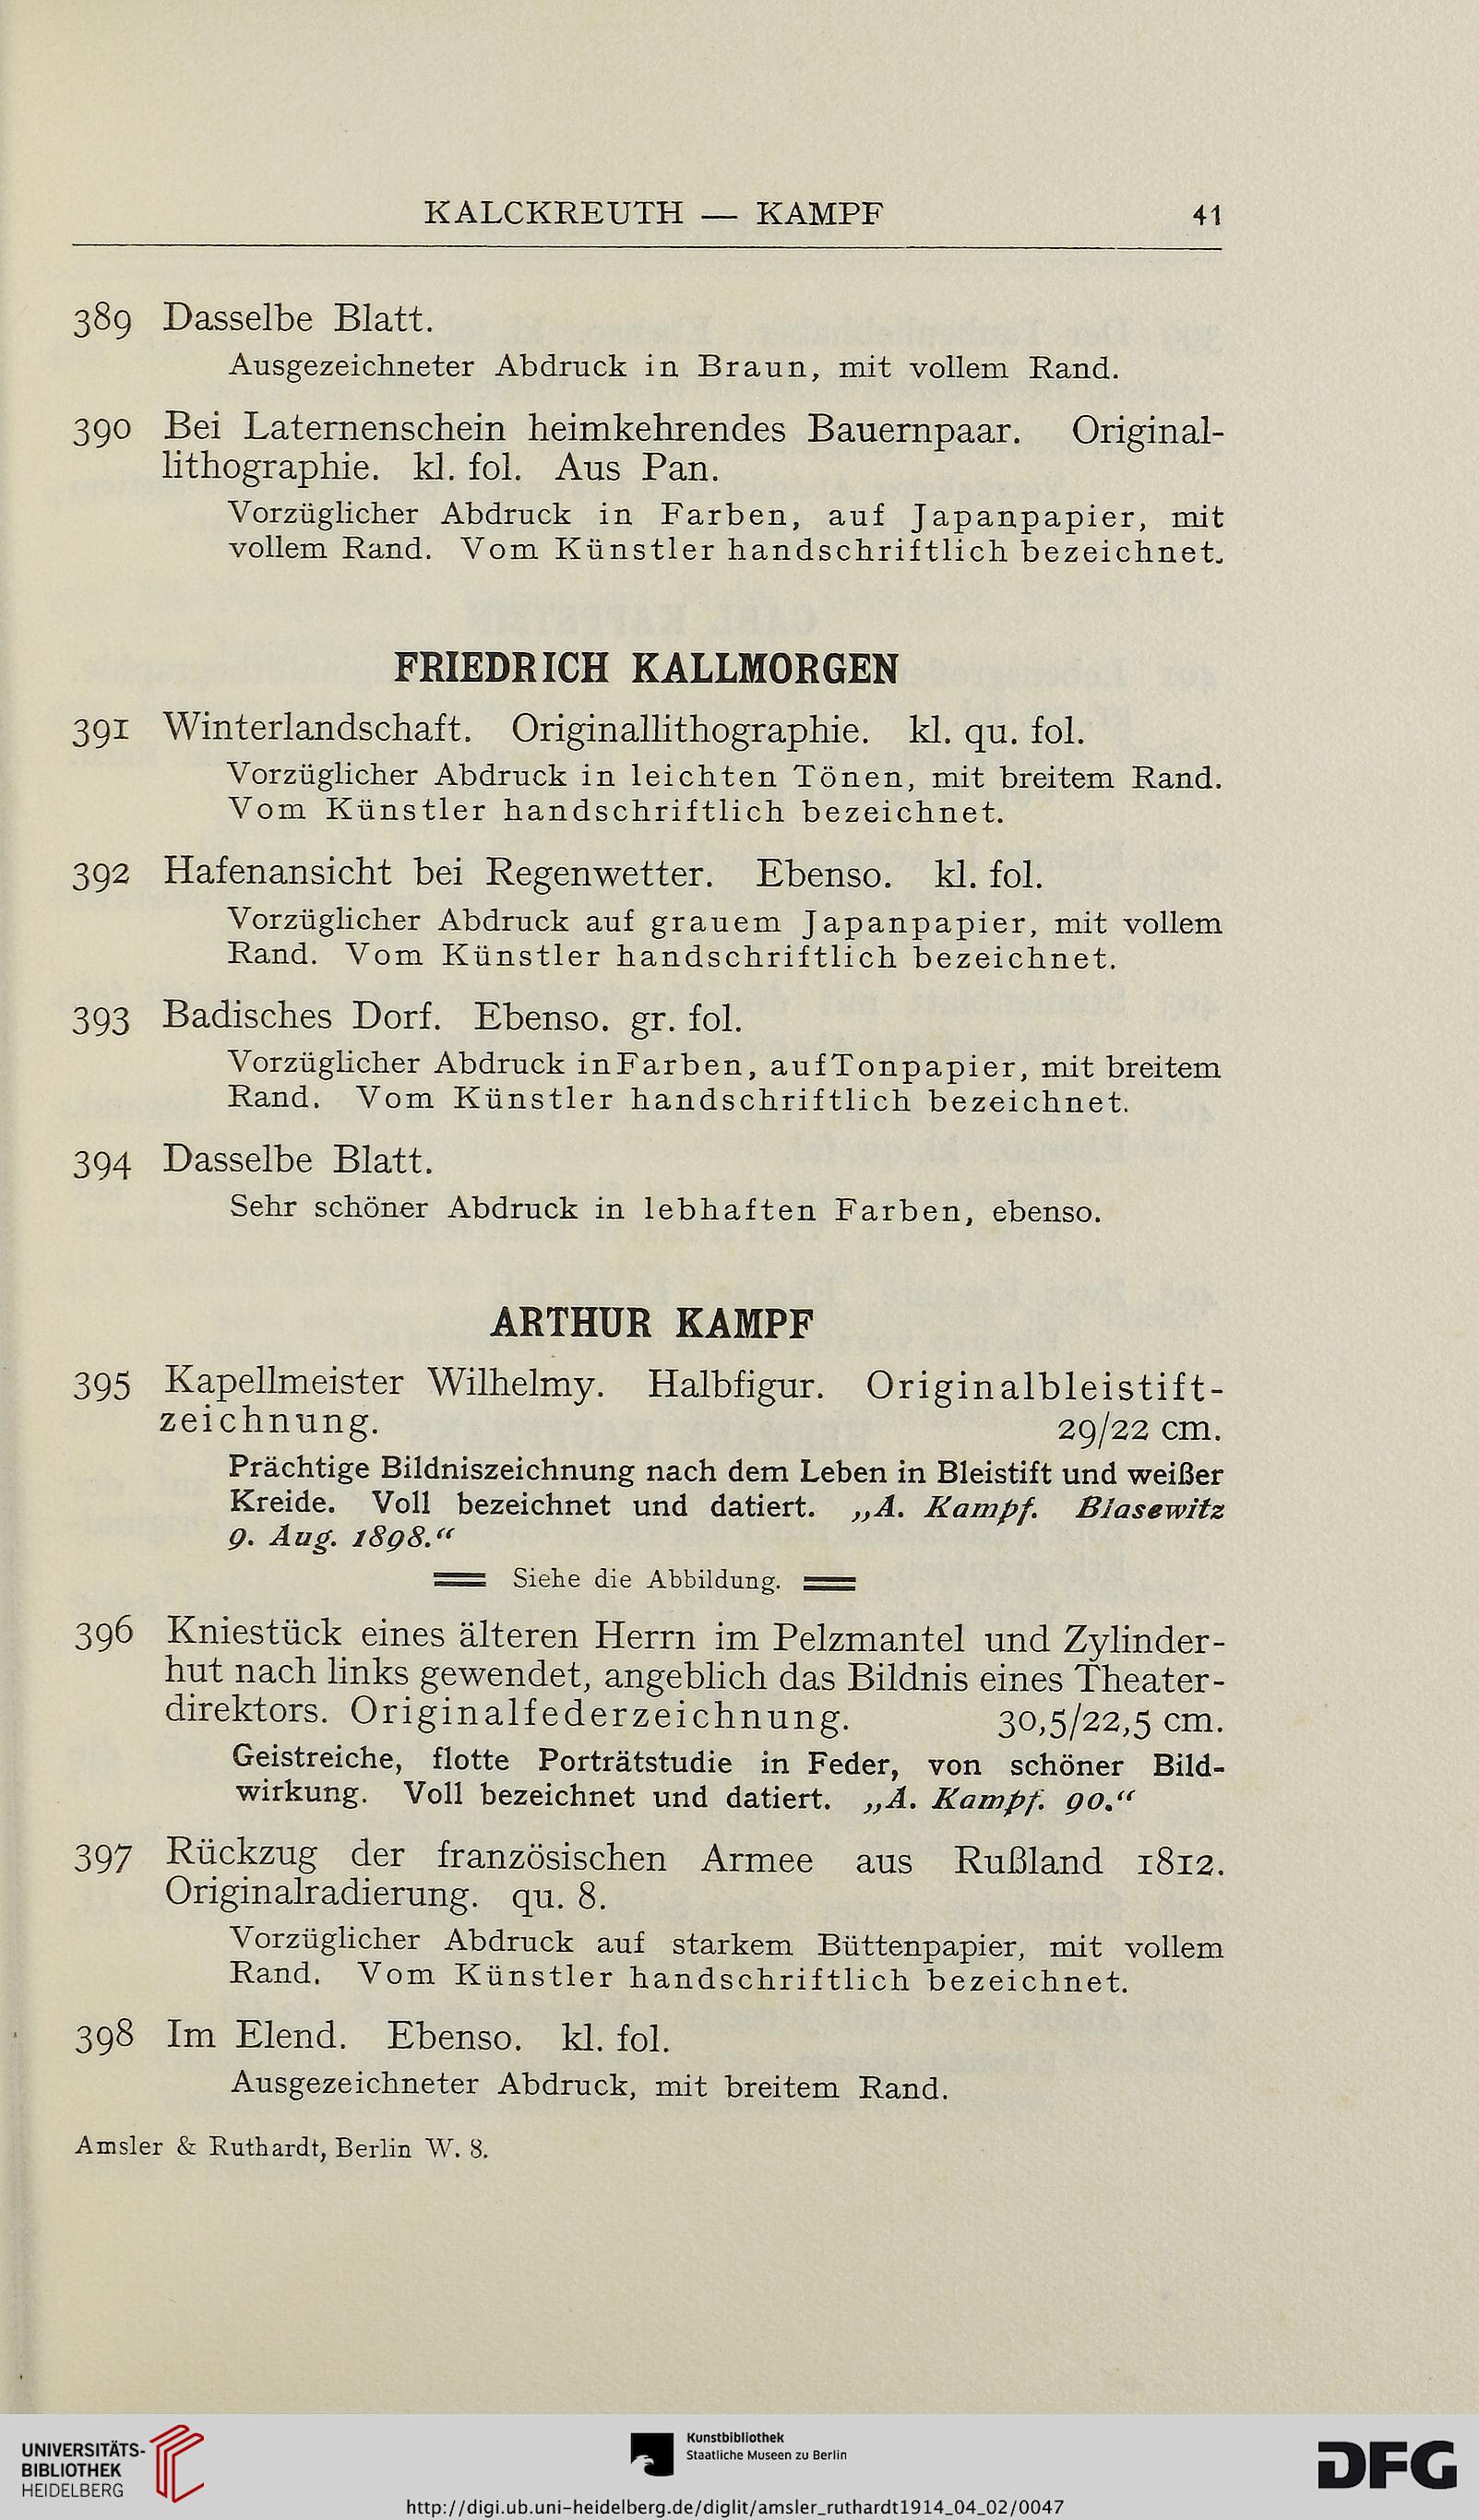 KALCKREUTH — KAMPF 41
389 Dasselbe Blatt.
Ausgezeichneter Abdruck in Braun, mit vollem Rand.
390 Bei Laternenschein heimkehrendes Bauernpaar. Original-
lithographie. kl. fol. Aus Pan.
Vorzüglicher Abdruck in Farben, auf Japanpapier, mit
vollem Rand. Vom Künstler handschriftlich bezeichnet.
FRIEDRICH KALLMORGEN
391 Winterlandschaft. Originallithographie. kl. qu. fol.
Vorzüglicher Abdruck in leichten Tönen, mit breitem Rand.
Vom Künstler handschriftlich bezeichnet.
392 Hafenansicht bei Regenwetter. Ebenso. kl. fol.
Vorzüglicher Abdruck auf grauem Japanpapier, mit vollem
Rand. Vom Künstler handschriftlich bezeichnet.
393 Badisches Dorf. Ebenso. gr. fol.
Vorzüglicher Abdruck in Farben, auf Tonpapier, mit breitem
Rand. Vom Künstler handschriftlich bezeichnet.
394 Dasselbe Blatt.
Sehr schöner Abdruck in lebhaften Farben, ebenso.
ARTHUR KAMPF
395 Kapellmeister Wilhelmy. Halbfigur. Originalbleistift-
zeichnung. 29/22 cm.
Prächtige Bildniszeichnung nach dem Leben in Bleistift und weißer
Kreide. Voll bezeichnet und datiert. „A. Kampf. Blasewitz
9. Aug. 1898.“
Siehe die Abbildung.
396 Kniestück eines älteren Herrn im Pelzmantel und Zylinder-
hut nach links gewendet, angeblich das Bildnis eines Theater-
direktors. Originalfederzeichnung. 30,5/22,5 cm.
Geistreiche, flotte Porträtstudie in Feder, von schöner Bild-
wirkung. Voll bezeichnet und datiert. „A. Kampf. 90.“
397 Rückzug der französischen Armee aus Rußland 1812.
Originalradierung. qu. 8.
Vorzüglicher Abdruck auf starkem Büttenpapier, mit vollem
Rand. Vom Künstler handschriftlich bezeichnet.
398 Im Elend. Ebenso. kl. fol.
Ausgezeichneter Abdruck, mit breitem Rand.
Amsler & Ruthardt, Berlin W. 8.
UNIVERSITÄTS-
BIBLIOTHEK
HEIDELBERG
Kunstbibliothek
Staatliche Museen zu Berlin
DFG
http://digi.ub.uni-heidelberg.de/diglit/amsler_ruthardt1914_04_02/0047